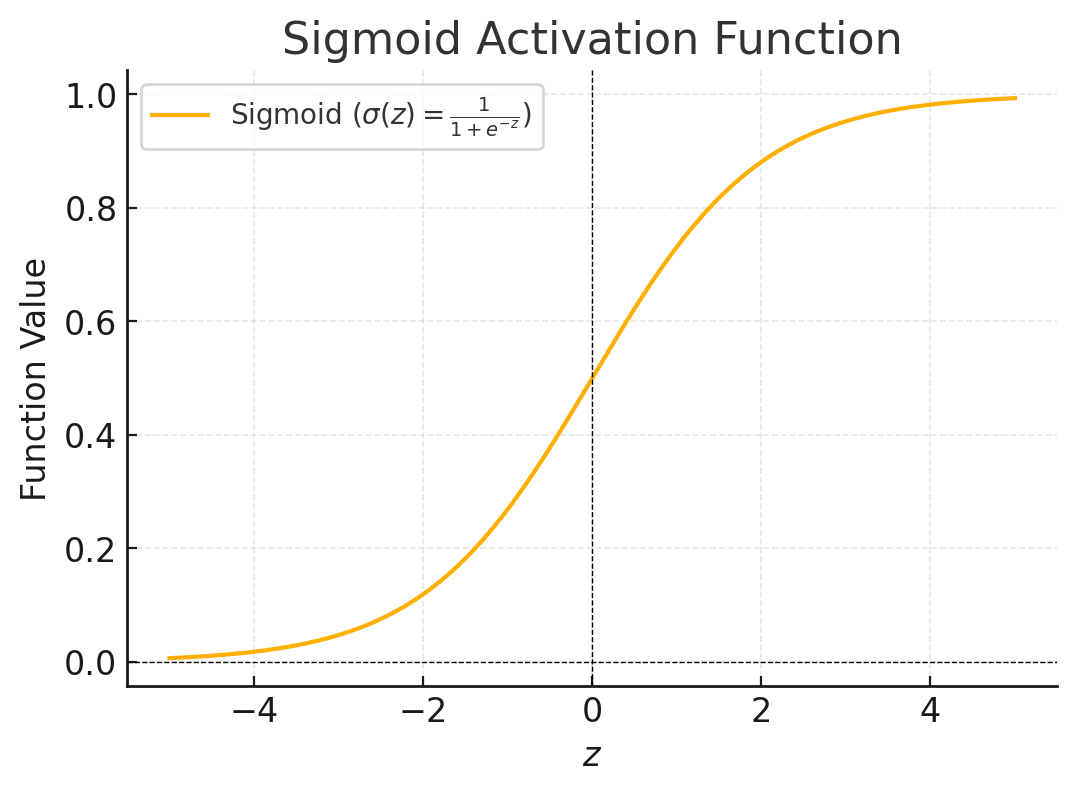 Sigmoid Activation Function
Sigmoid (σ(z) = \frac{1}{1 + e^{-z}})
Function Value
1.0
0.8
0.6
0.4
0.2
0.0
−4 −2 0 2 4
z